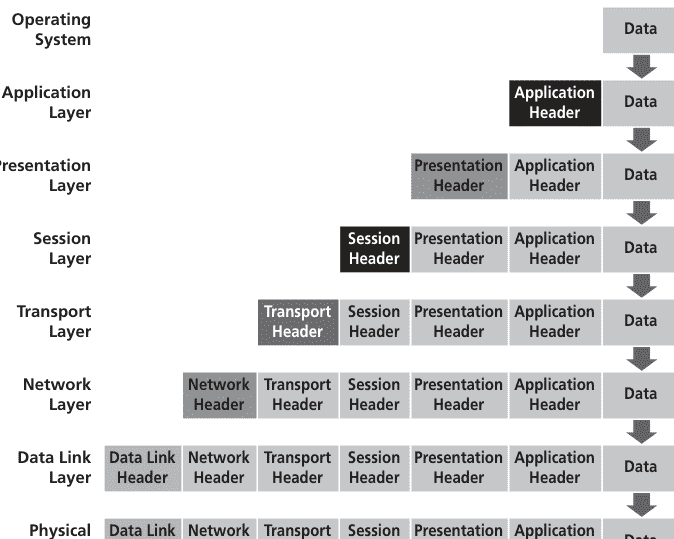 Operating
System
Data
Application
Layer
Application
Header
Data
Presentation
Layer
Presentation
Header
Application
Header
Data
Session
Layer
Session
Header
Presentation
Header
Application
Header
Data
Transport
Layer
Transport
Header
Session
Header
Presentation
Header
Application
Header
Data
Network
Layer
Network
Header
Transport
Header
Session
Header
Presentation
Header
Application
Header
Data
Data Link
Layer
Data Link
Header
Network
Header
Transport
Header
Session
Header
Presentation
Header
Application
Header
Data
Physical
Data Link
Network
Transport
Session
Presentation
Application
Data